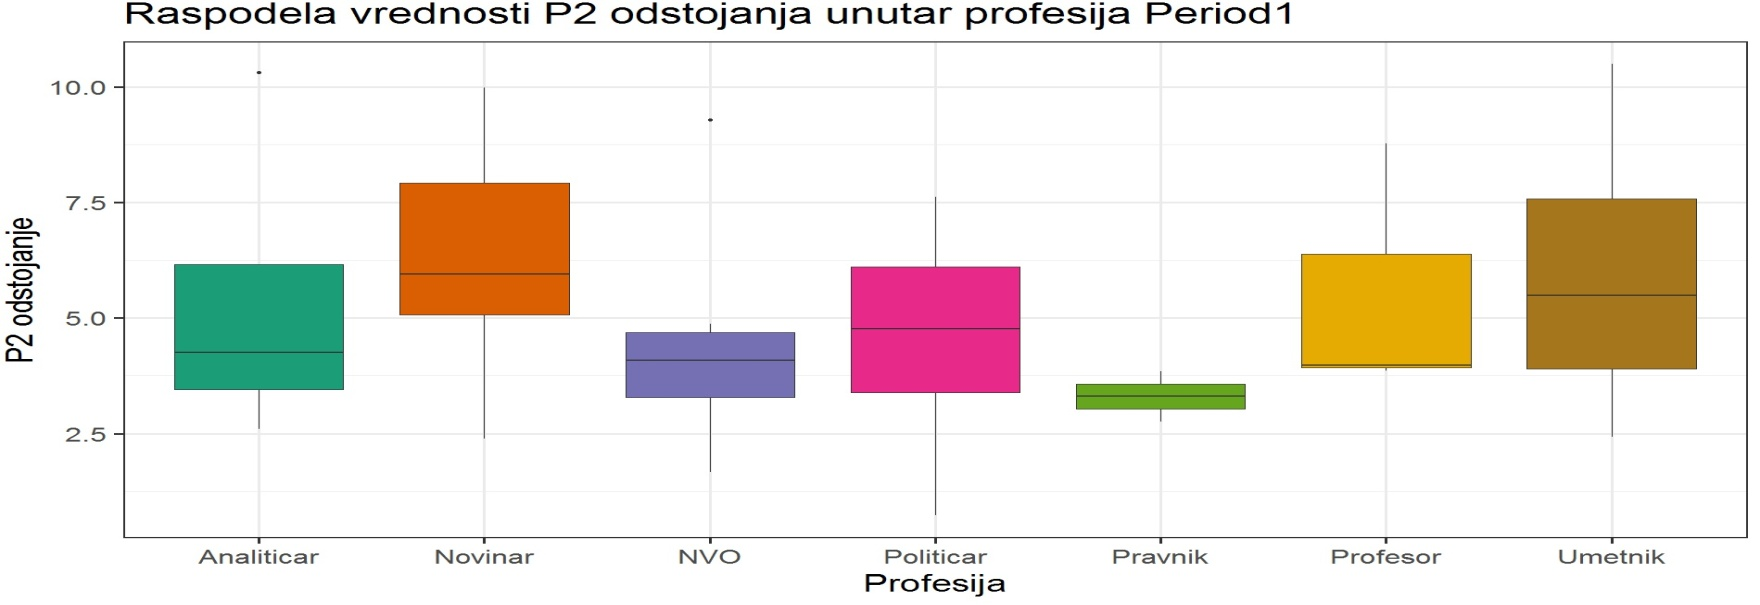 Raspodela vrednosti P2 odstojanja unutar profesija Period1
P2 odstojanje
10.0
7.5
5.0
2.5
Analiticar Novinar NVO Politicar Pravnik Profesor Umetnik
Profesija